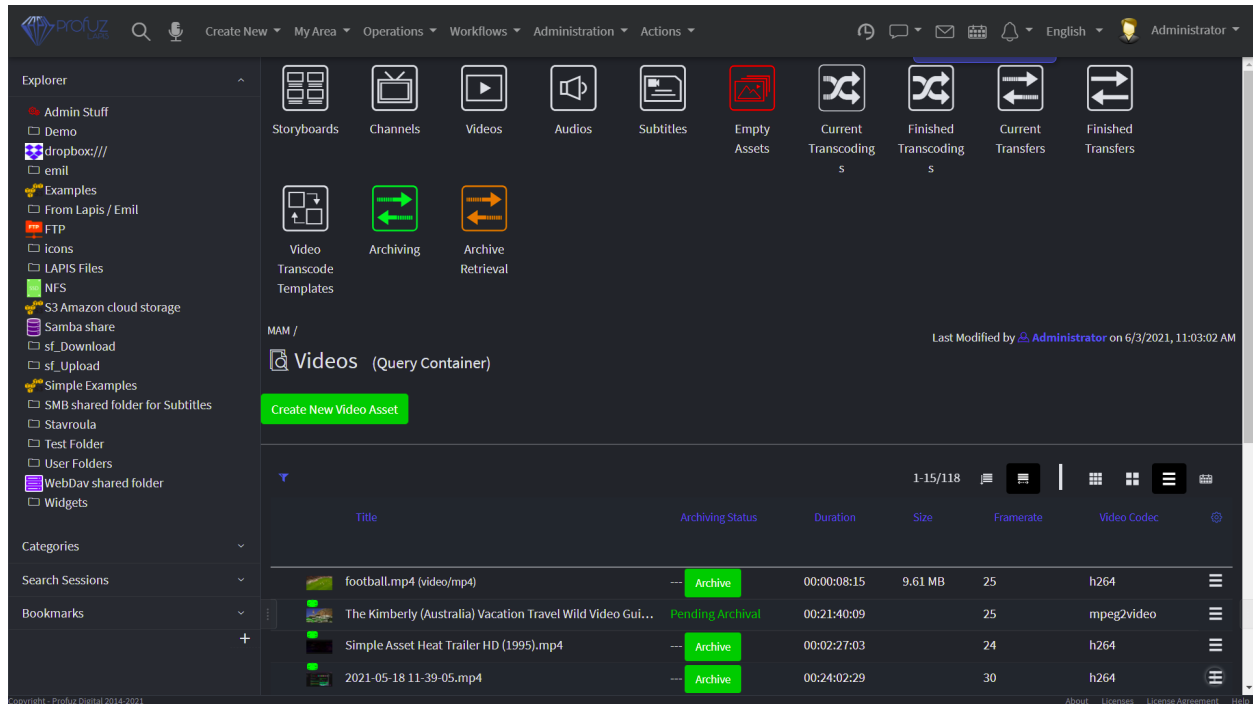 PROFUZ
LAPIS
Create New
My Area
Operations
Workflows
Administration
Actions
English
Administrator
Explorer
Admin Stuff
Demo
dropbox:///
emil
Examples
From Lapis / Emil
FTP
FTP
icons
LAPIS Files
NFS
S3 Amazon cloud storage
Samba share
sf_Download
sf_Upload
Simple Examples
SMB shared folder for Subtitles
Stavroula
Test Folder
User Folders
WebDav shared folder
Widgets
Categories
Search Sessions
Bookmarks
Storyboards
Channels
Videos
Audios
Subtitles
Empty
Assets
Current
Transcoding
s
Finished
Transcoding
s
Current
Transfers
Finished
Transfers
Video
Transcode
Templates
Archiving
Archive
Retrieval
MAM /
Last Modified by Administrator on 6/3/2021, 11:03:02 AM
Videos (Query Container)
Create New Video Asset
1-15/118
Title Archiving Status Duration Size Framerate Video Codec
football.mp4 (video/mp4) --- Archive 00:00:08:15 9.61 MB 25 h264
The Kimberly (Australia) Vacation Travel Wild Video Gui... Pending Archival 00:21:40:09 25 mpeg2video
Simple Asset Heat Trailer HD (1995).mp4 --- Archive 00:02:27:03 24 h264
2021-05-18 11-39-05.mp4 --- Archive 00:24:02:29 30 h264
Copyright - Profuz Digital 2014-2021
About Licenses License Agreement Help